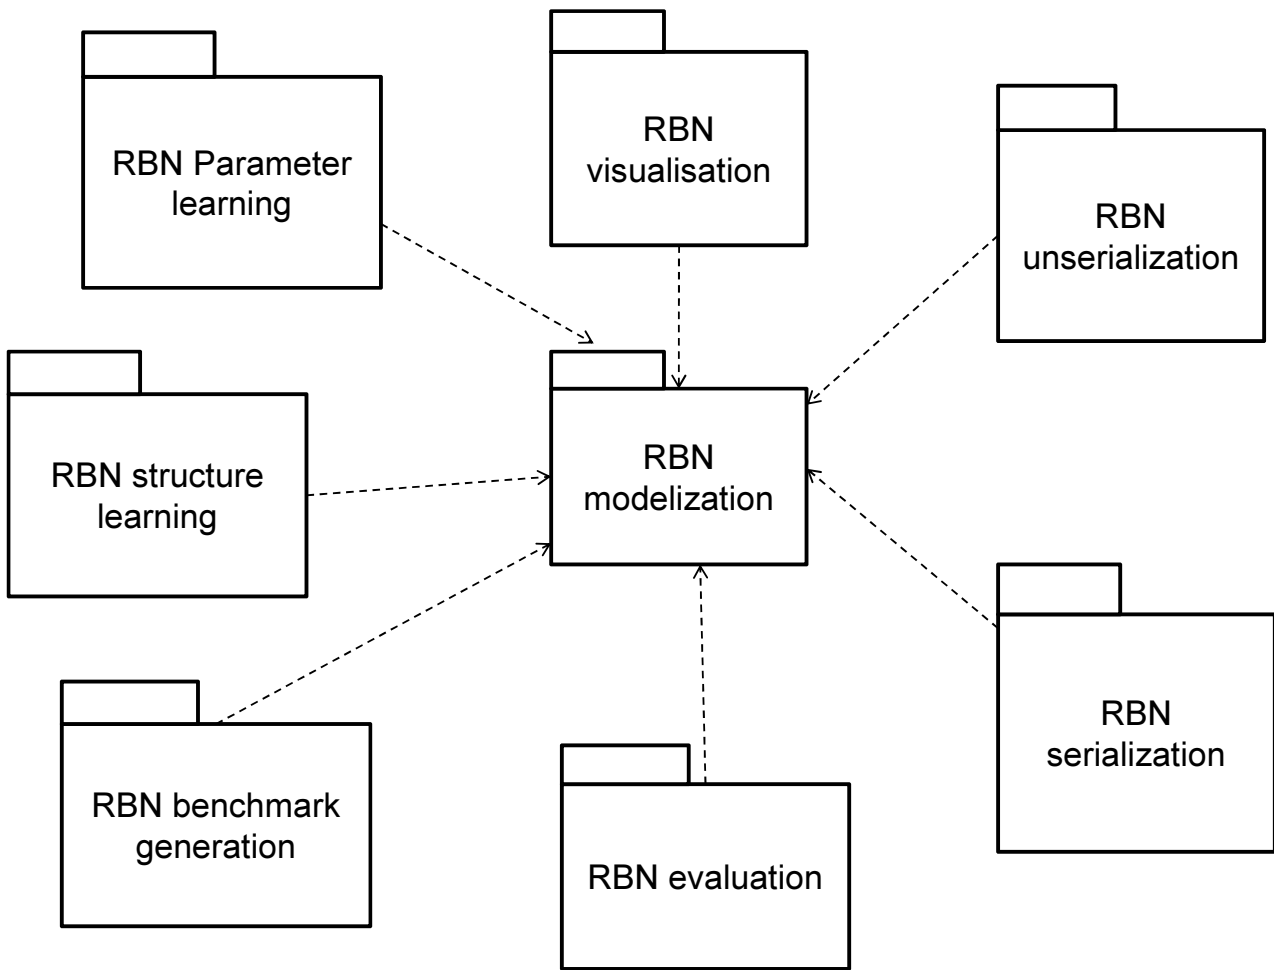 RBN
visualisation
RBN Parameter
learning
RBN
unserialization
RBN structure
learning
RBN
modelization
RBN
serialization
RBN benchmark
generation
RBN evaluation